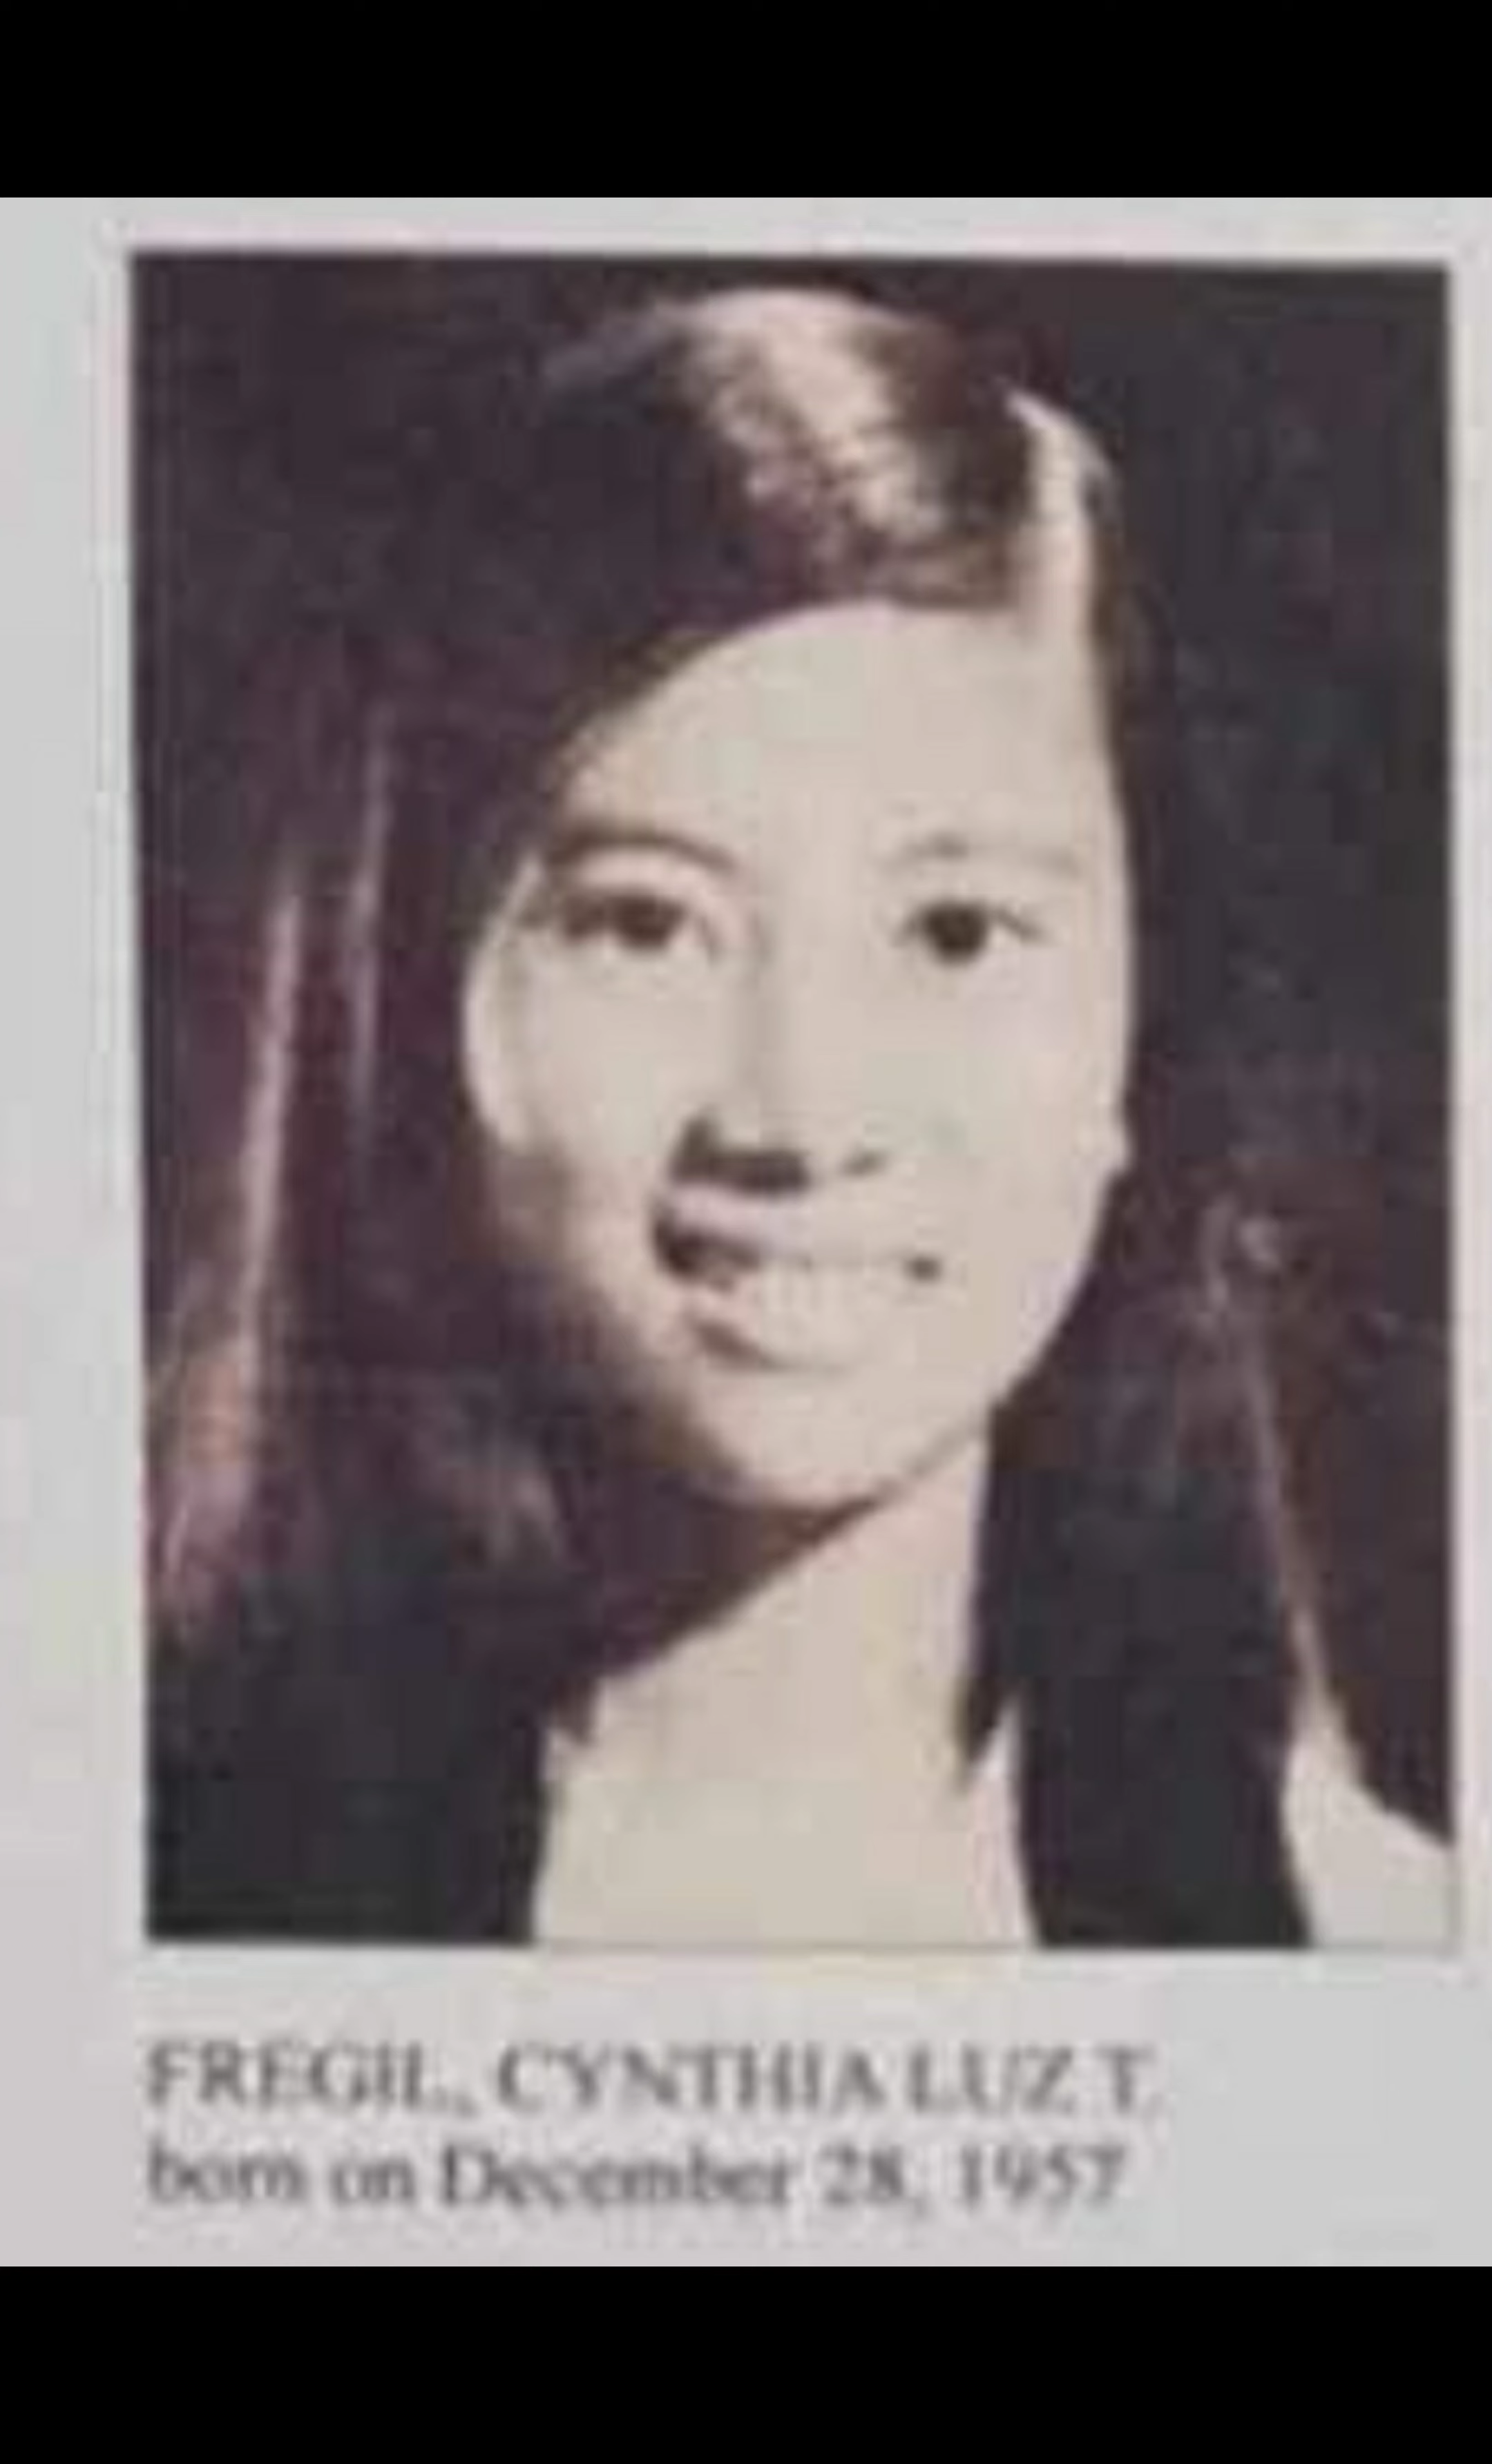 FREGIL, CYNTHIA LUZ T.
born on December 28, 1957